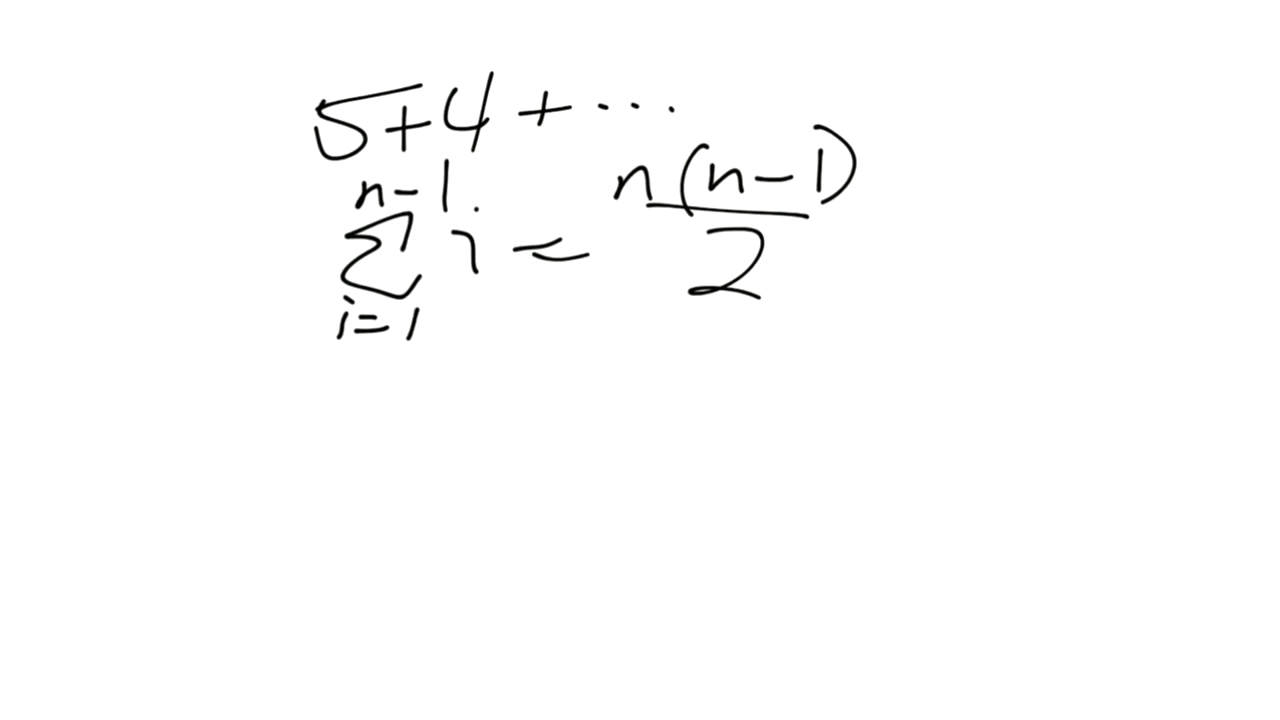 5+4+...
∑_{i=1}^{n-1} i = n(n-1)/2